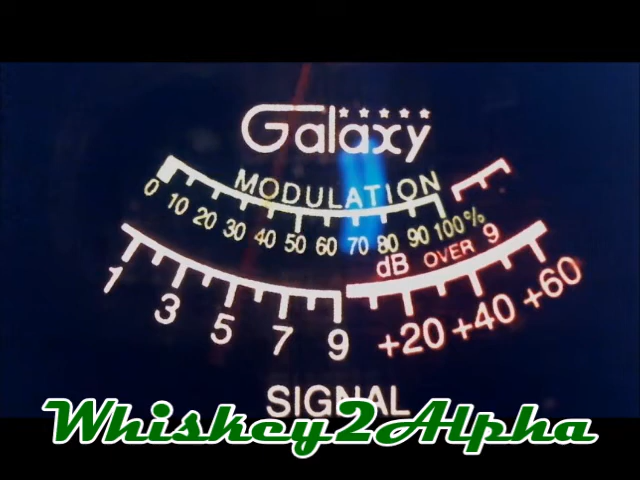 Galaxy
MODULATION
0 10 20 30 40 50 60 70 80 90 100%
dB OVER 9
1 3 5 7 9 +20 +40 +60
SIGNAL
Whiskey2Alpha